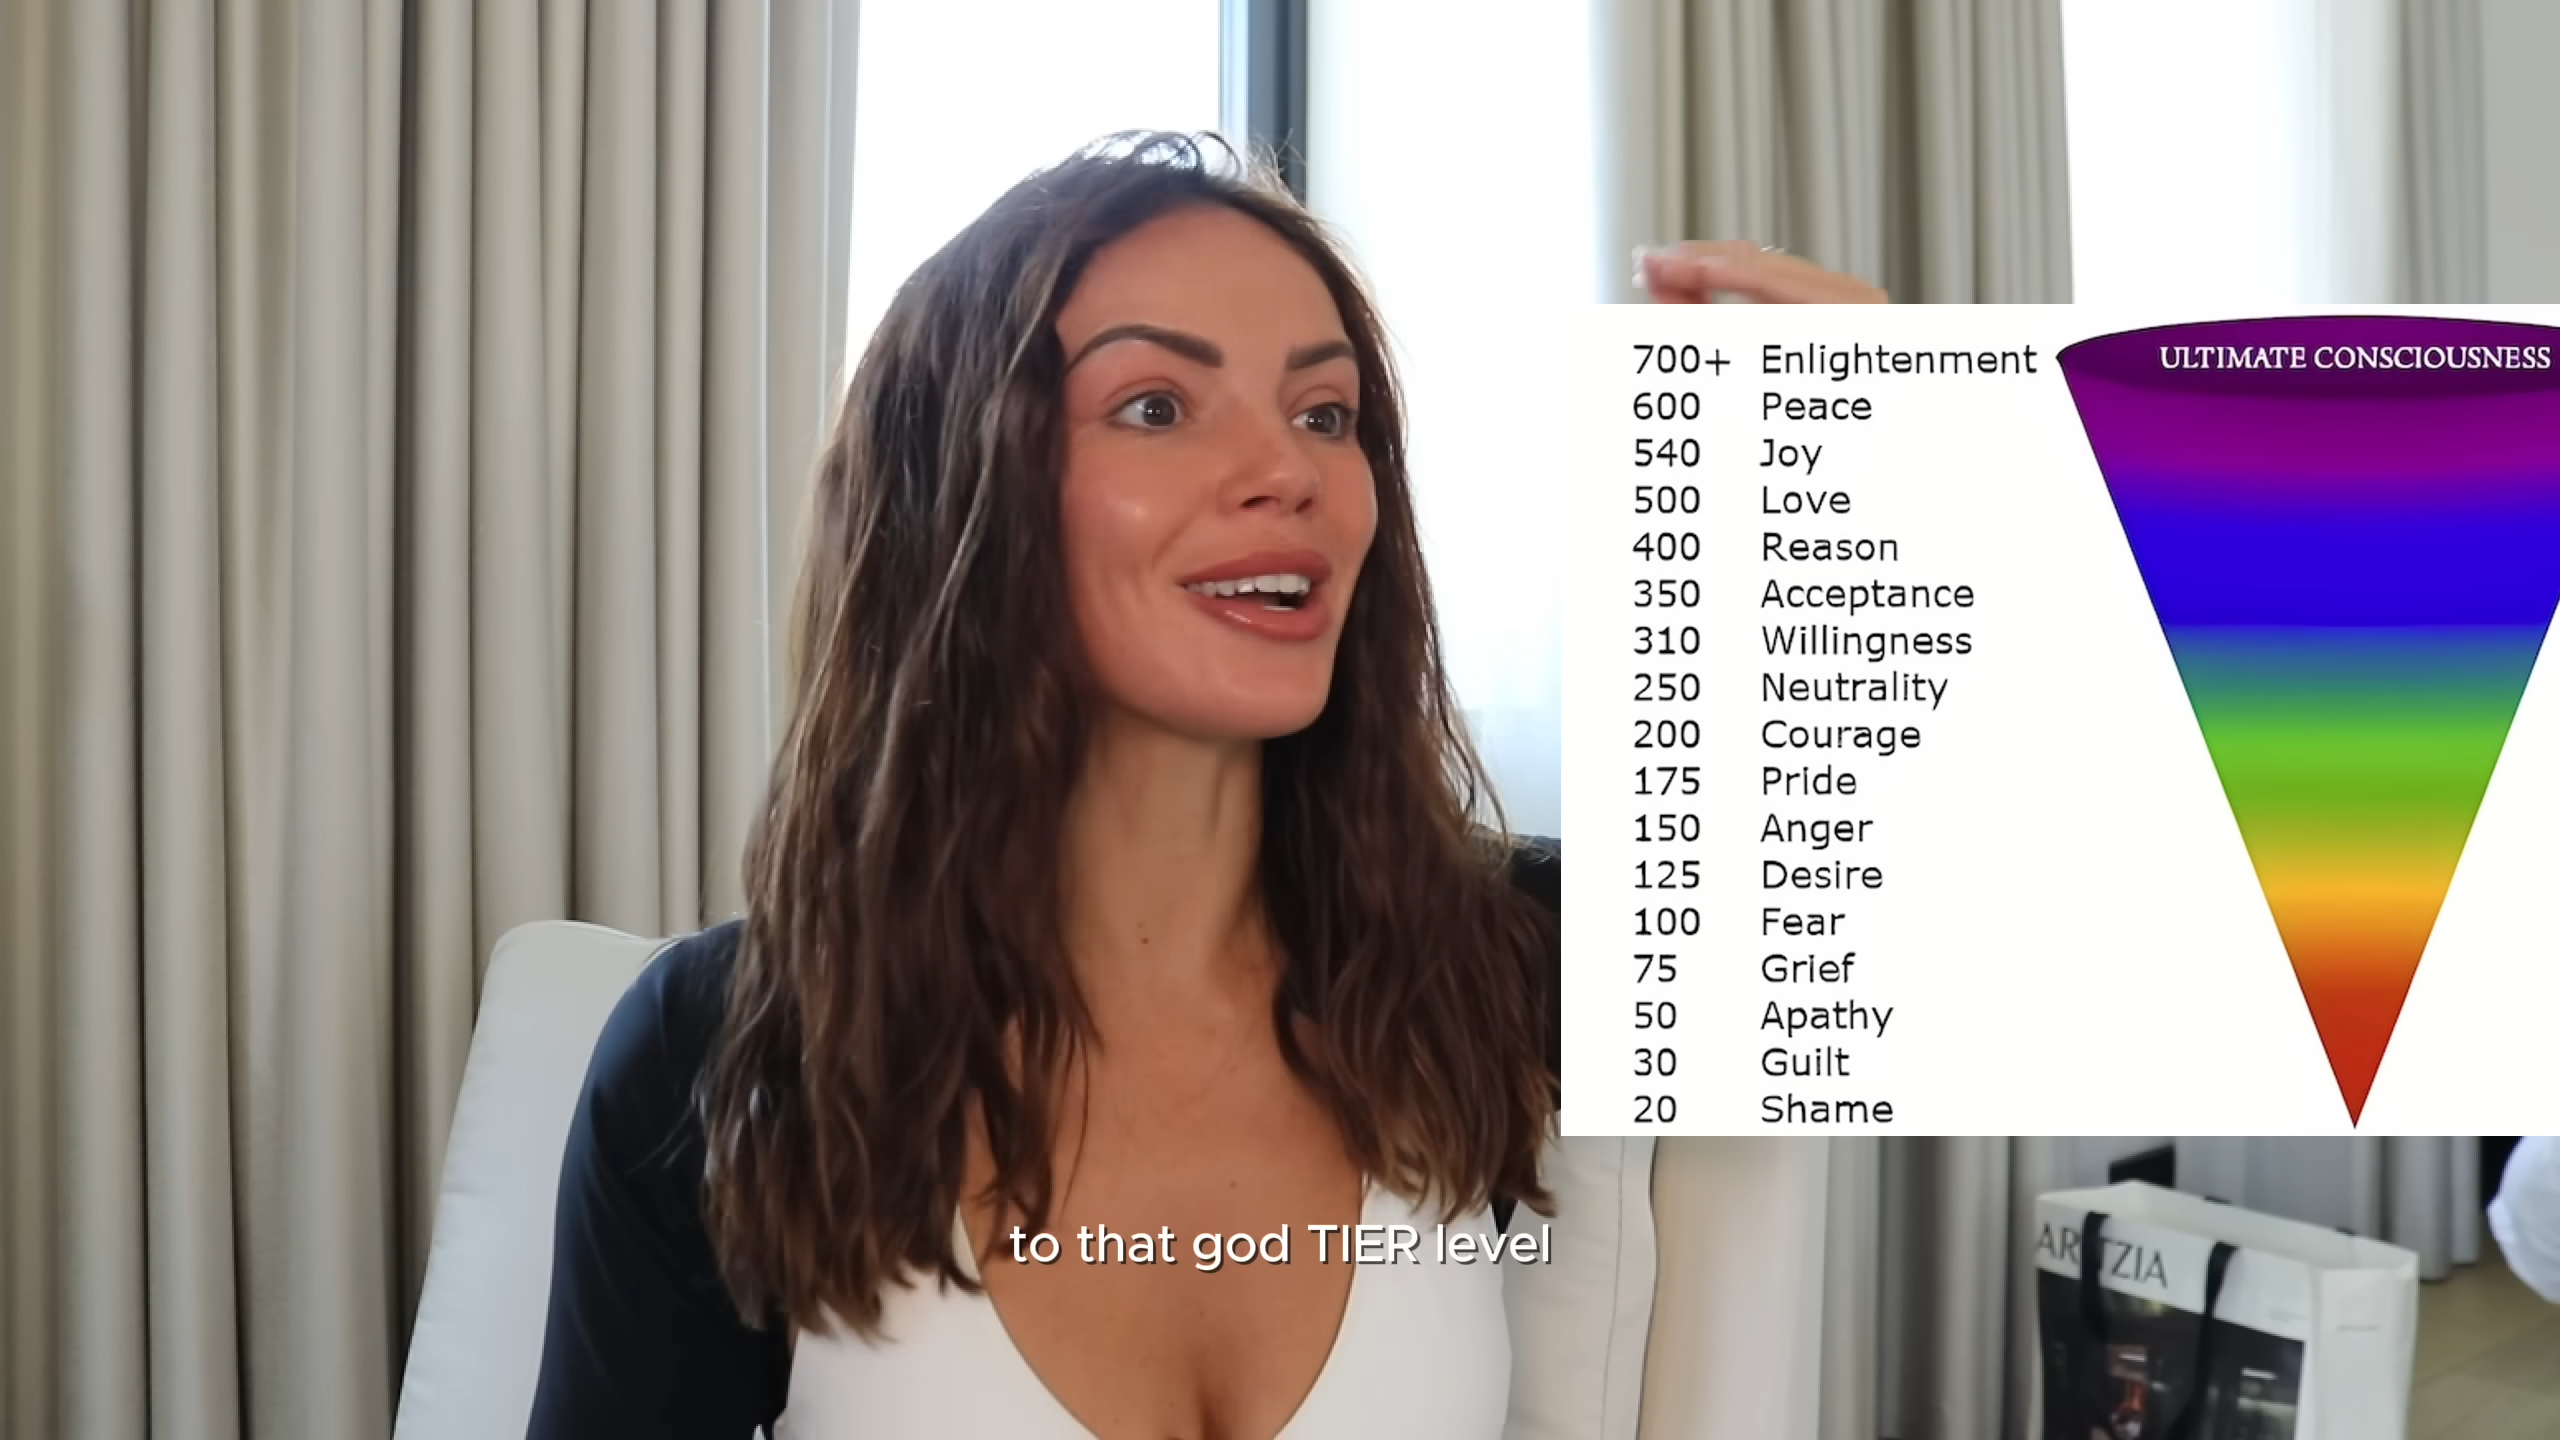 700+ Enlightenment
600 Peace
540 Joy
500 Love
400 Reason
350 Acceptance
310 Willingness
250 Neutrality
200 Courage
175 Pride
150 Anger
125 Desire
100 Fear
75 Grief
50 Apathy
30 Guilt
20 Shame
ULTIMATE CONSCIOUSNESS
to that god TIER level